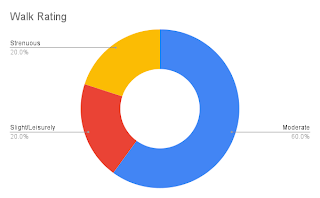 Walk Rating
Strenuous
20.0%
Slight/Leisurely
20.0%
Moderate
60.0%